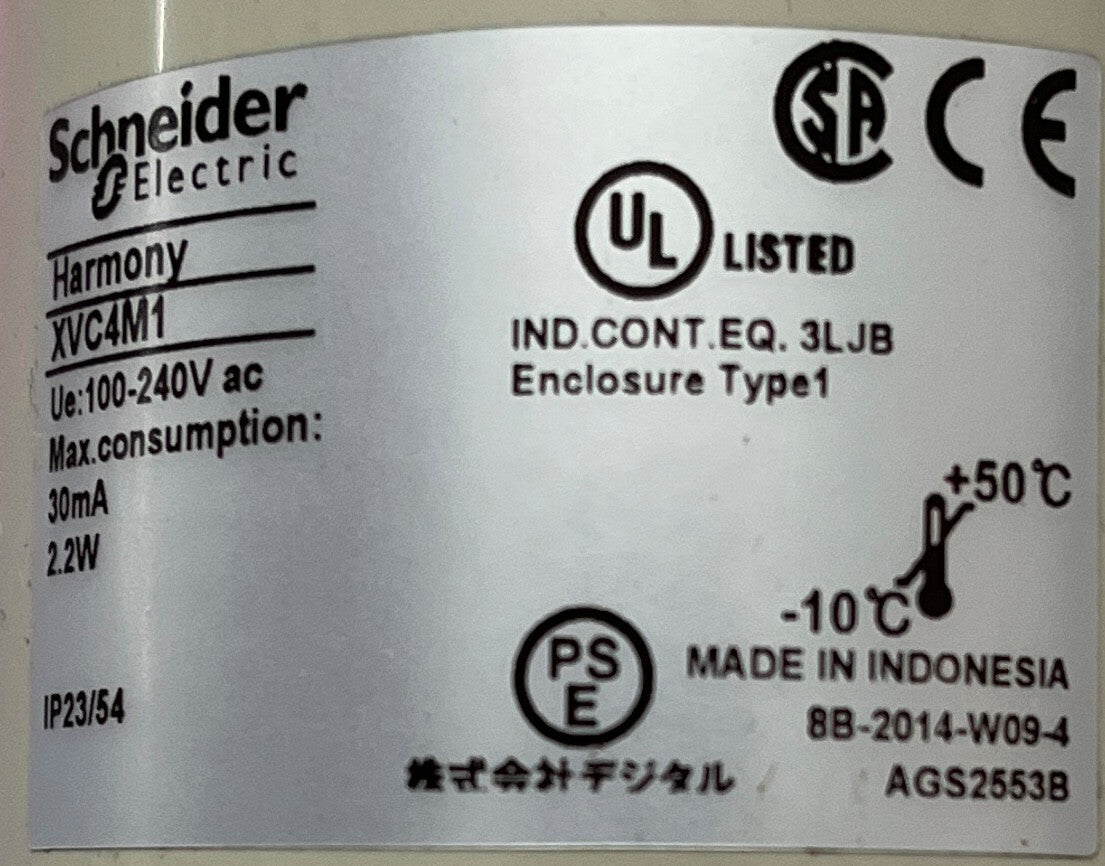 Schneider
Electric
Harmony
XVC4M1
Ue:100-240V ac
Max.consumption:
30mA
2.2W
IP23/54
SA CE
UL LISTED
IND.CONT.EQ. 3LJB
Enclosure Type1
+50℃
-10℃
PS
E
株式会社デジタル
MADE IN INDONESIA
8B-2014-W09-4
AGS2553B